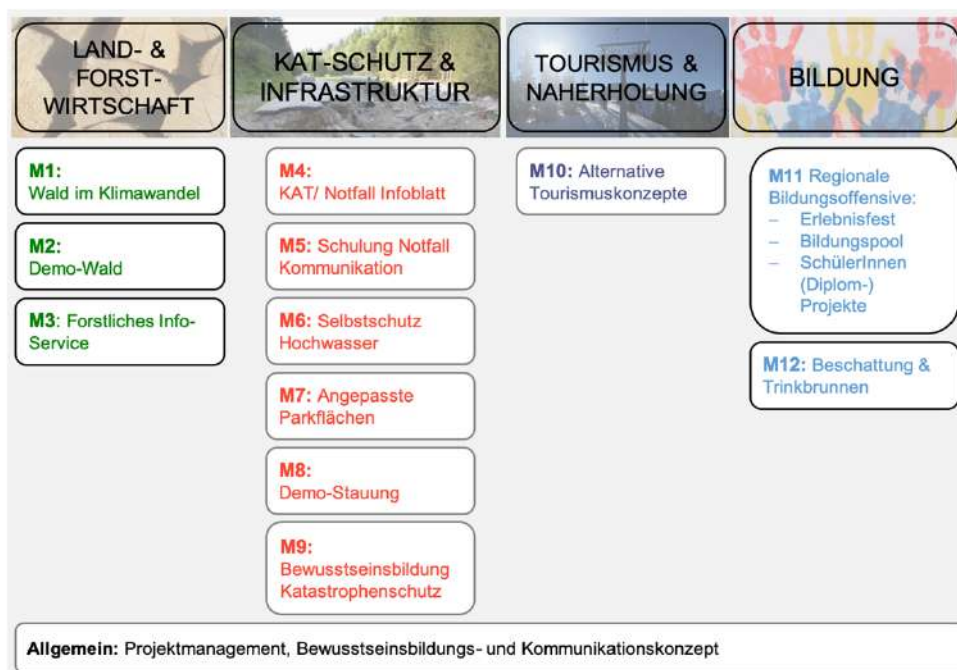 LAND- &
FORST-
WIRTSCHAFT
KAT-SCHUTZ &
INFRASTRUKTUR
TOURISMUS &
NAHERHOLUNG
BILDUNG
M1:
Wald im Klimawandel
M2:
Demo-Wald
M3: Forstliches Info-
Service
M4:
KAT/ Notfall Infoblatt
M5: Schulung Notfall
Kommunikation
M6: Selbstschutz
Hochwasser
M7: Angepasste
Parkflächen
M8:
Demo-Stauung
M9:
Bewusstseinsbildung
Katastrophenschutz
M10: Alternative
Tourismuskonzepte
M11 Regionale
Bildungsoffensive:
– Erlebnisfest
– Bildungspool
– SchülerInnen
(Diplom-)
Projekte
M12: Beschattung &
Trinkbrunnen
Allgemein: Projektmanagement, Bewusstseinsbildungs- und Kommunikationskonzept